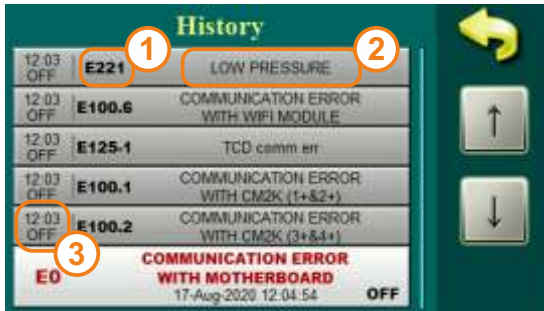 History
1
2
12:03
OFF
E221
LOW PRESSURE
12:03
OFF
E100.6
COMMUNICATION ERROR
WITH WIFI MODULE
12:03
OFF
E125-1
TCD comm err
12:03
OFF
E100.1
COMMUNICATION ERROR
WITH CM2K (1+&2+)
12:03
OFF
E100.2
COMMUNICATION ERROR
WITH CM2K (3+&4+)
3
E0
COMMUNICATION ERROR
WITH MOTHERBOARD
17-Aug-2020 12:04:54
OFF